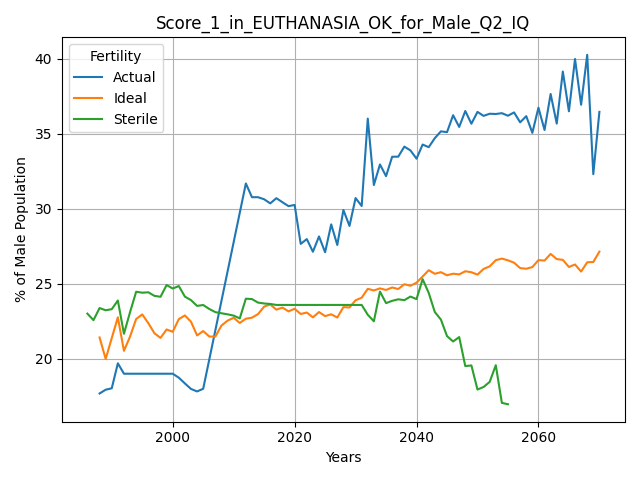 Score_1_in_EUTHANASIA_OK_for_Male_Q2_IQ
Fertility
Actual
Ideal
Sterile
% of Male Population
40
35
30
25
20
2000
2020
2040
2060
Years